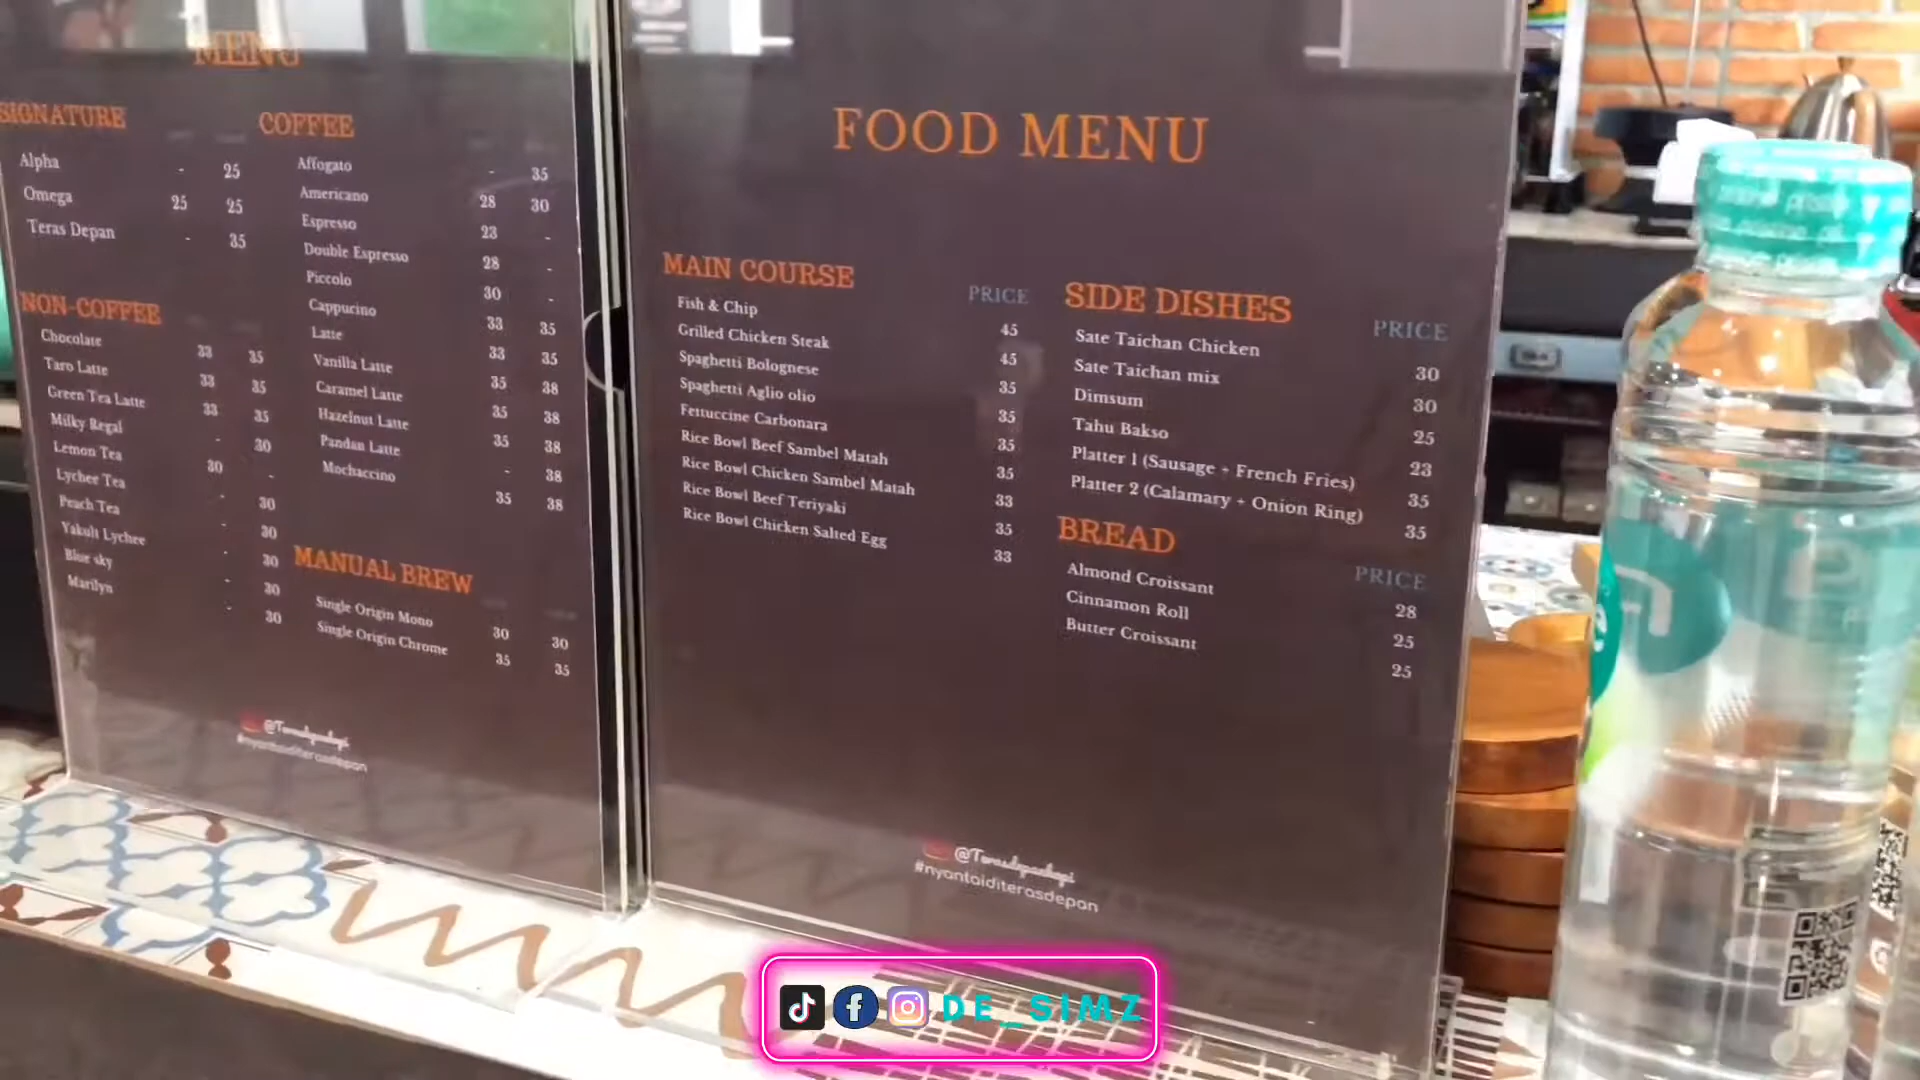 MENU
SIGNATURE
Alpha - 25
Omega 25 25
Teras Depan - 35
NON-COFFEE
Chocolate 33 35
Taro Latte 33 35
Green Tea Latte 33 35
Milky Regal - 30
Lemon Tea 30 -
Lychee Tea - 30
Peach Tea - 30
Yakult Lychee - 30
Blue sky - 30
Marilyn - 30
COFFEE
Affogato - 35
Americano 28 30
Espresso 23 -
Double Espresso 28 -
Piccolo 30 -
Cappucino 33 35
Latte 33 35
Vanilla Latte 35 38
Caramel Latte 35 38
Hazelnut Latte 35 38
Pandan Latte - 38
Mochaccino 35 38
MANUAL BREW
Single Origin Mono 30 30
Single Origin Chrome 35 35
@Terasdepankopi
#nyantaiditerasdepan
FOOD MENU
MAIN COURSE PRICE
Fish & Chip 45
Grilled Chicken Steak 45
Spaghetti Bolognese 35
Spaghetti Aglio olio 35
Fettuccine Carbonara 35
Rice Bowl Beef Sambel Matah 35
Rice Bowl Chicken Sambel Matah 33
Rice Bowl Beef Teriyaki 35
Rice Bowl Chicken Salted Egg 33
SIDE DISHES PRICE
Sate Taichan Chicken 30
Sate Taichan mix 30
Dimsum 25
Tahu Bakso 23
Platter 1 (Sausage + French Fries) 35
Platter 2 (Calamary + Onion Ring) 35
BREAD PRICE
Almond Croissant 28
Cinnamon Roll 25
Butter Croissant 25
@Terasdepankopi
#nyantaiditerasdepan
DE_SIMZ